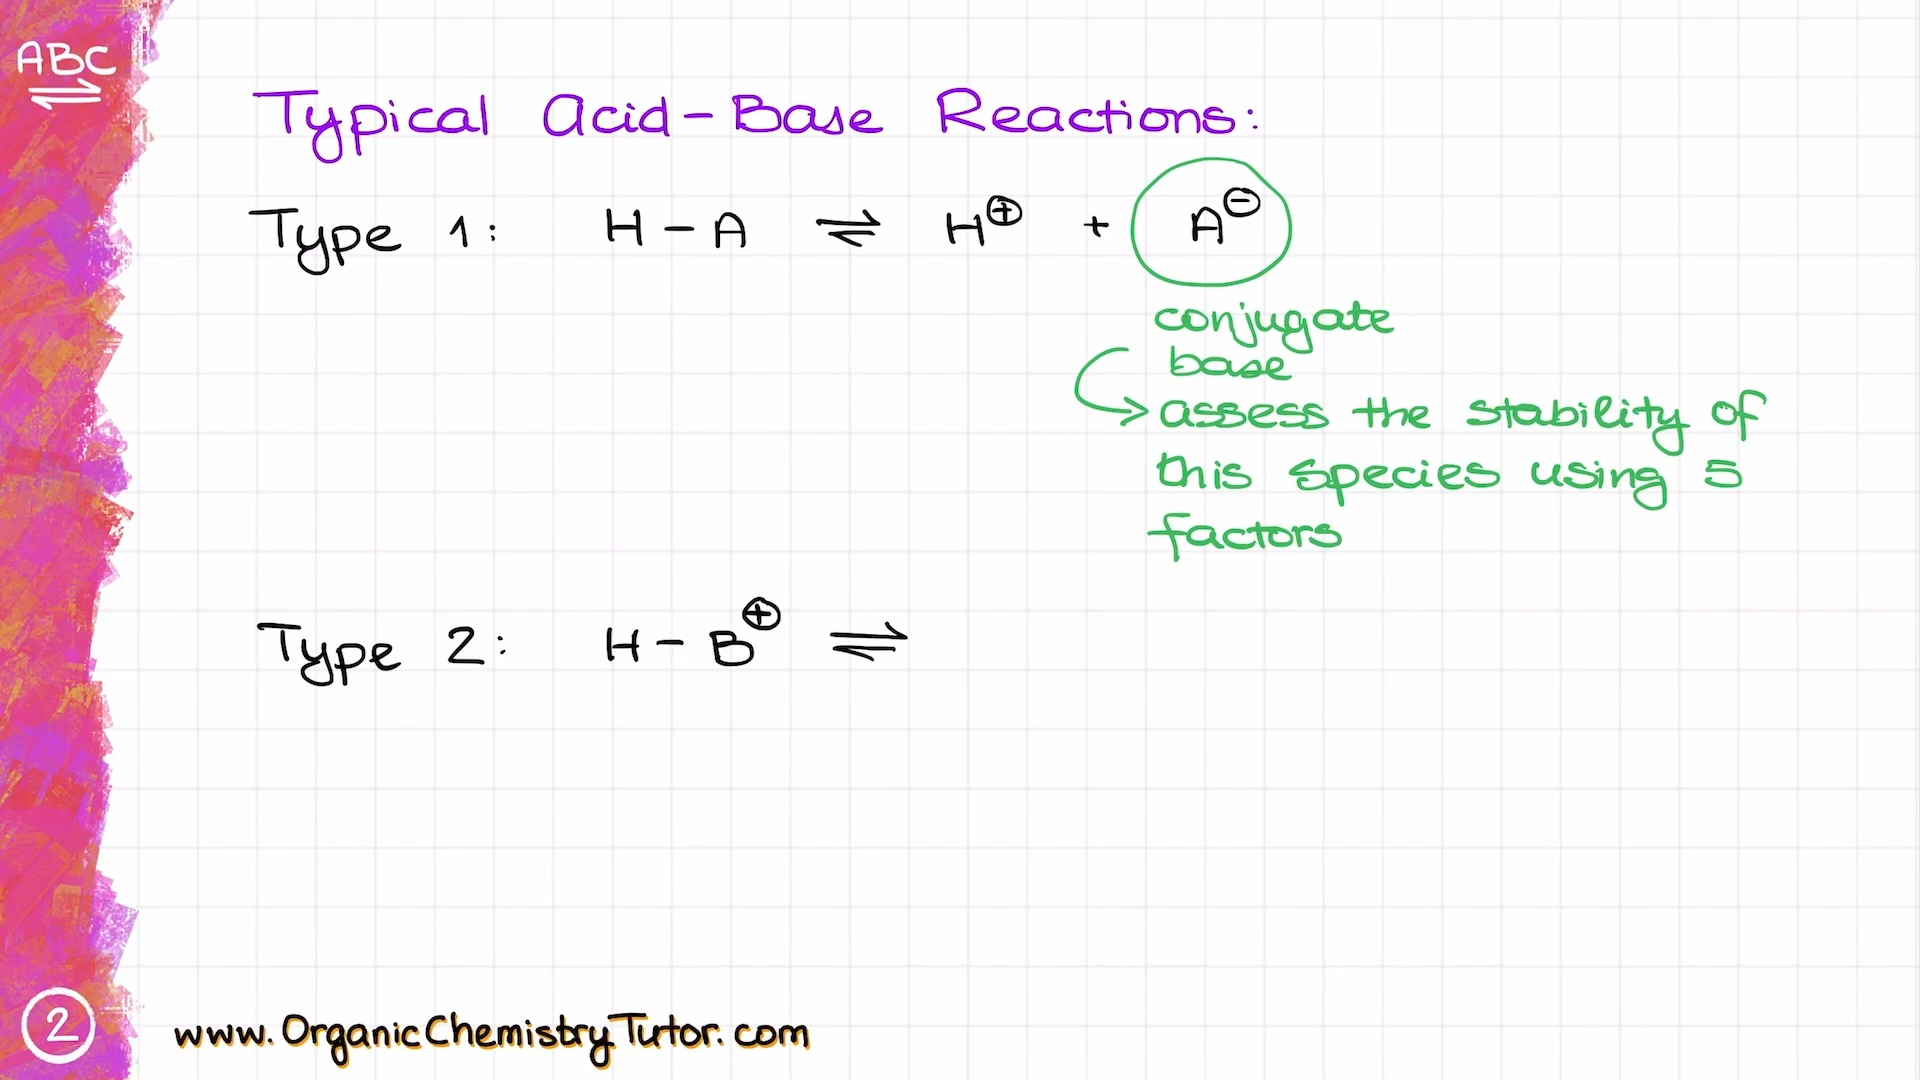 ABC
⇌
Typical Acid-Base Reactions:
Type 1: H - A ⇌ H⊕ + A⊖
conjugate
base
→ assess the stability of
this species using 5
factors
Type 2: H - B⊕ ⇌
2
www.OrganicChemistryTutor.com